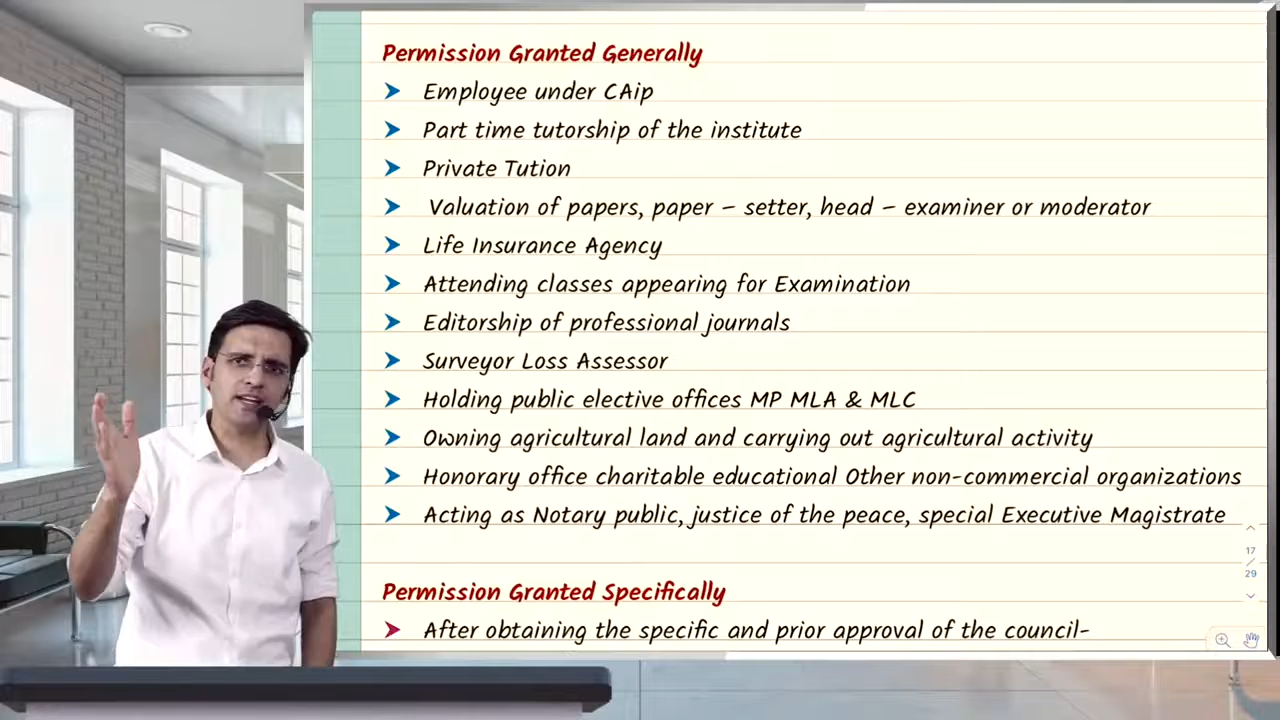 Permission Granted Generally
➤ Employee under CAip
➤ Part time tutorship of the institute
➤ Private Tution
➤ Valuation of papers, paper – setter, head – examiner or moderator
➤ Life Insurance Agency
➤ Attending classes appearing for Examination
➤ Editorship of professional journals
➤ Surveyor Loss Assessor
➤ Holding public elective offices MP MLA & MLC
➤ Owning agricultural land and carrying out agricultural activity
➤ Honorary office charitable educational Other non-commercial organizations
➤ Acting as Notary public, justice of the peace, special Executive Magistrate
17
/
29
Permission Granted Specifically
➤ After obtaining the specific and prior approval of the council-